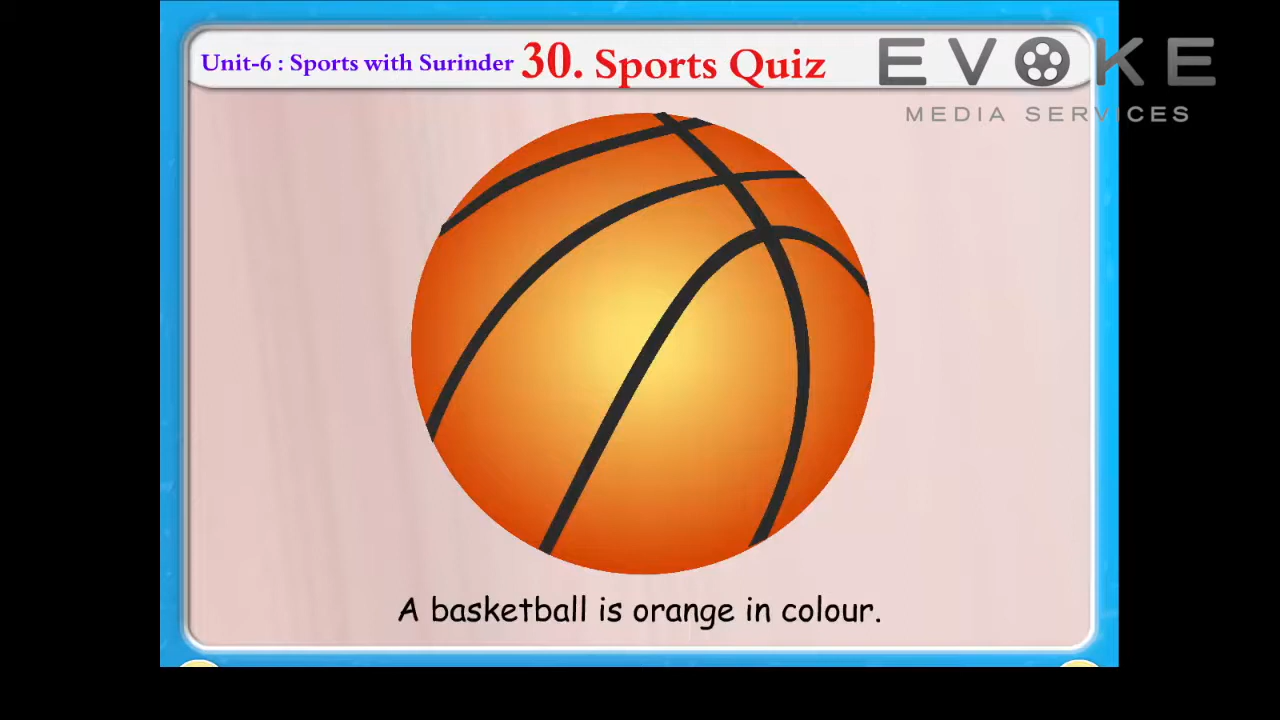 Unit-6 : Sports with Surinder 30. Sports Quiz
EVOKE
MEDIA SERVICES
A basketball is orange in colour.